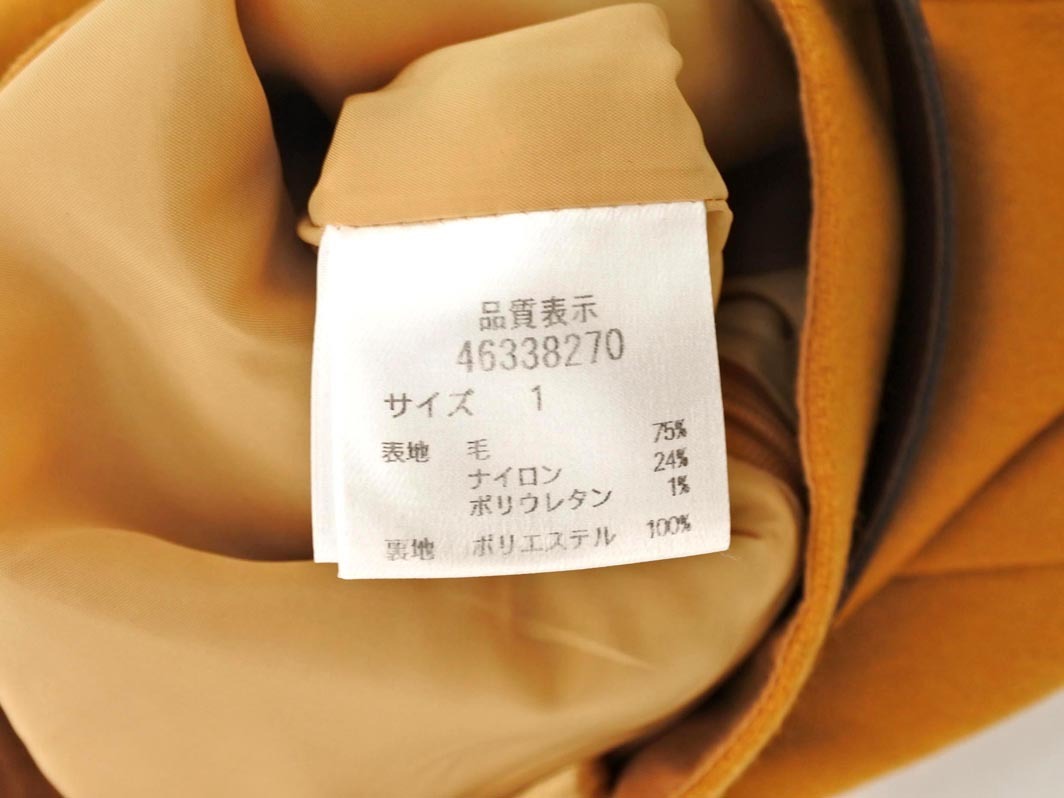 品質表示
46338270
サイズ 1
表地 毛 75%
ナイロン 24%
ポリウレタン 1%
裏地 ポリエステル 100%